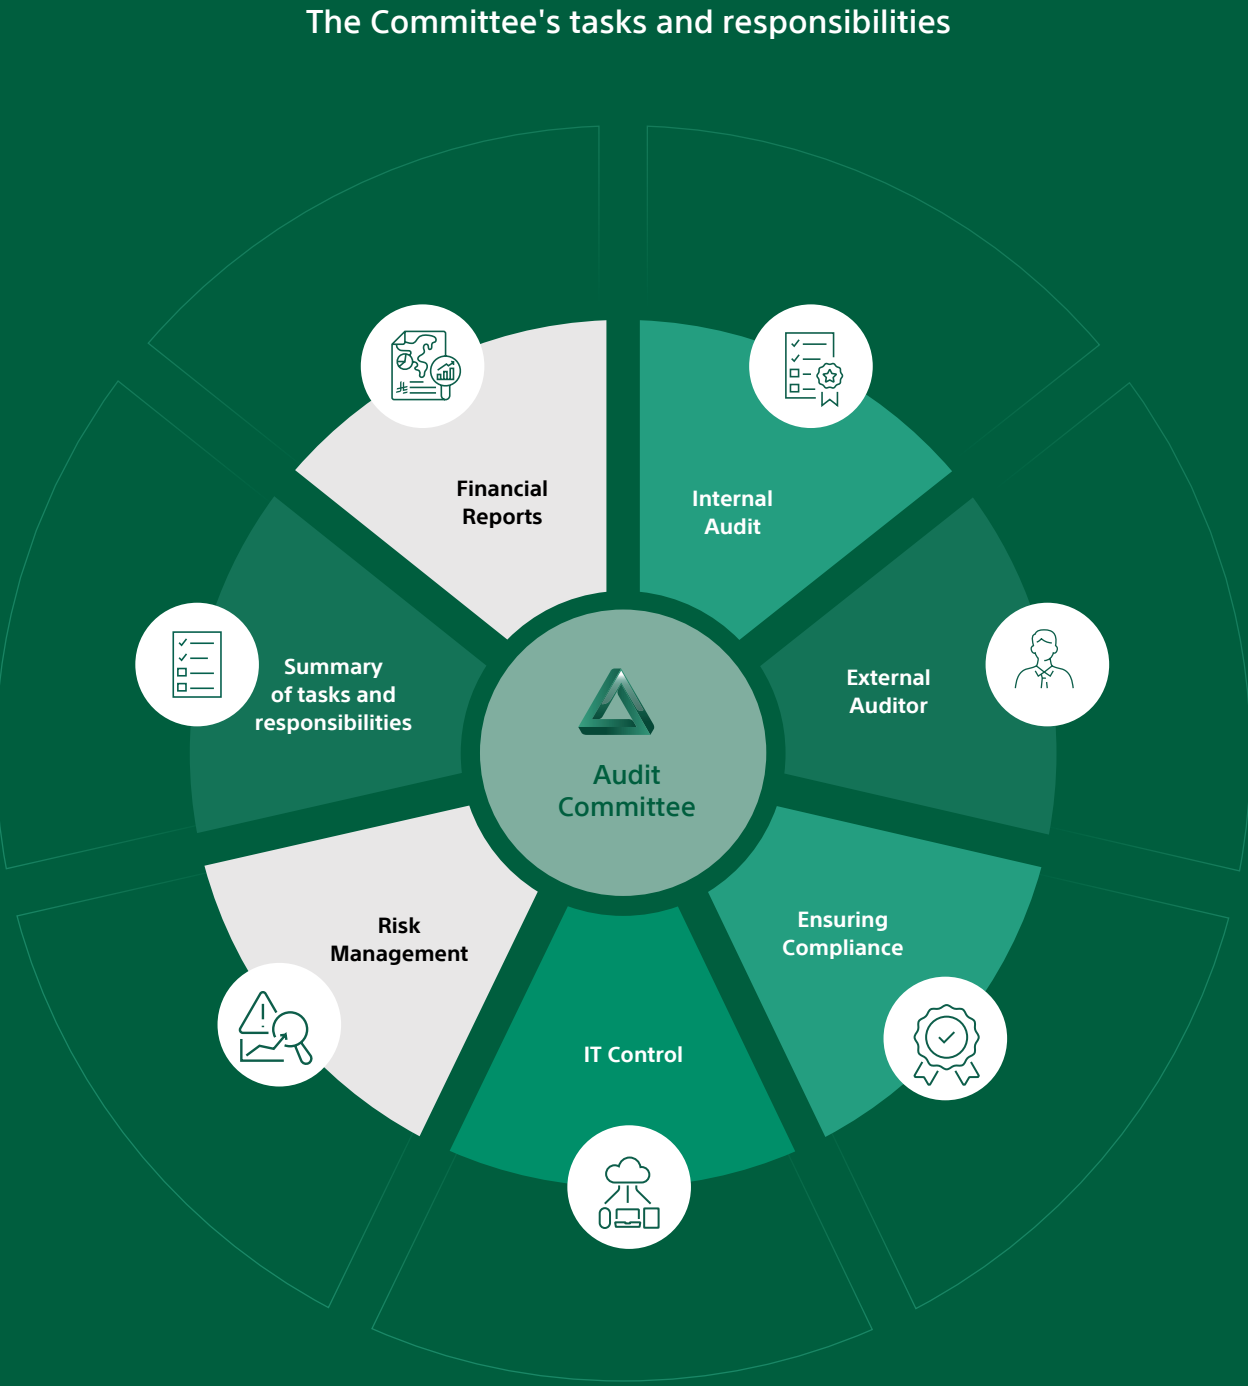 The Committee's tasks and responsibilities
Financial
Reports
Internal
Audit
Summary
of tasks and
responsibilities
External
Auditor
Audit
Committee
Risk
Management
Ensuring
Compliance
IT Control